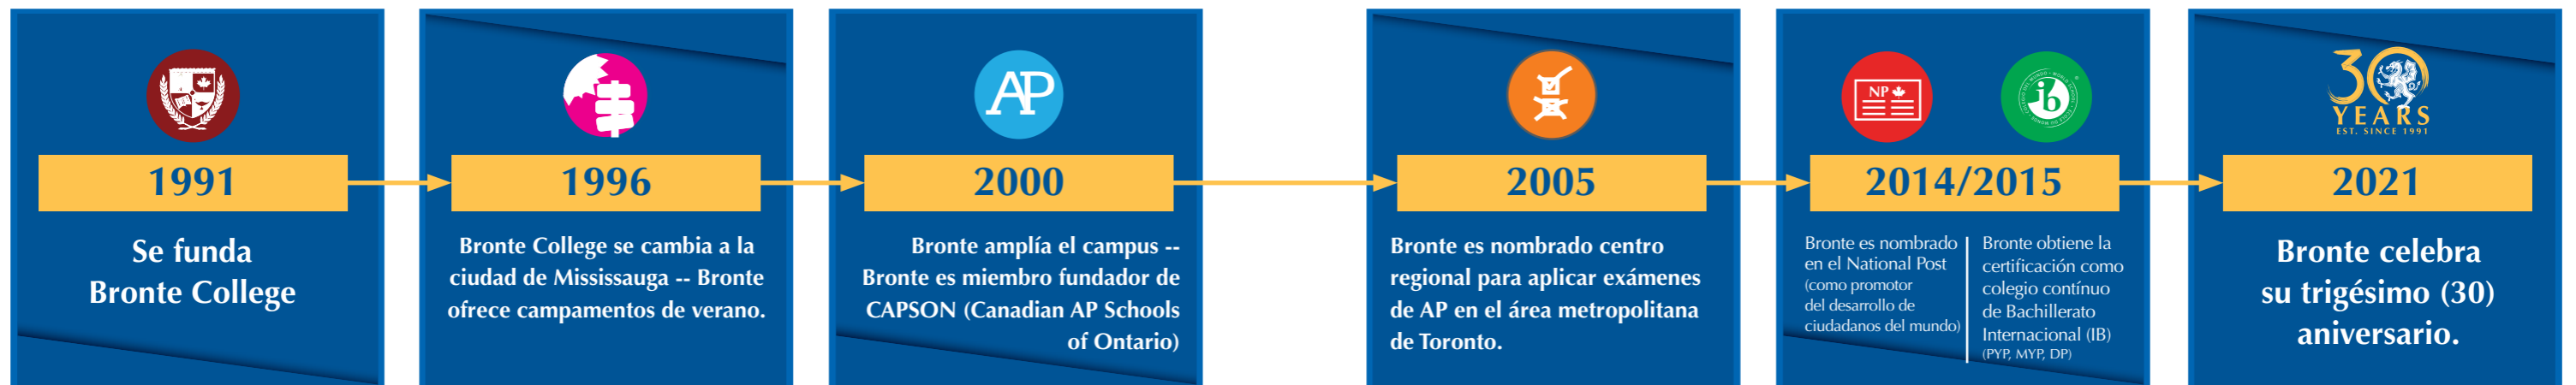 1991
Se funda
Bronte College
1996
Bronte College se cambia a la
ciudad de Mississauga -- Bronte
ofrece campamentos de verano.
AP
2000
Bronte amplía el campus --
Bronte es miembro fundador de
CAPSON (Canadian AP Schools
of Ontario)
2005
Bronte es nombrado centro
regional para aplicar exámenes
de AP en el área metropolitana
de Toronto.
NP
ib
2014/2015
Bronte es nombrado
en el National Post
(como promotor
del desarrollo de
ciudadanos del mundo)
Bronte obtiene la
certificación como
colegio contínuo
de Bachillerato
Internacional (IB)
(PYP, MYP, DP)
30
YEARS
EST. SINCE 1991
2021
Bronte celebra
su trigésimo (30)
aniversario.